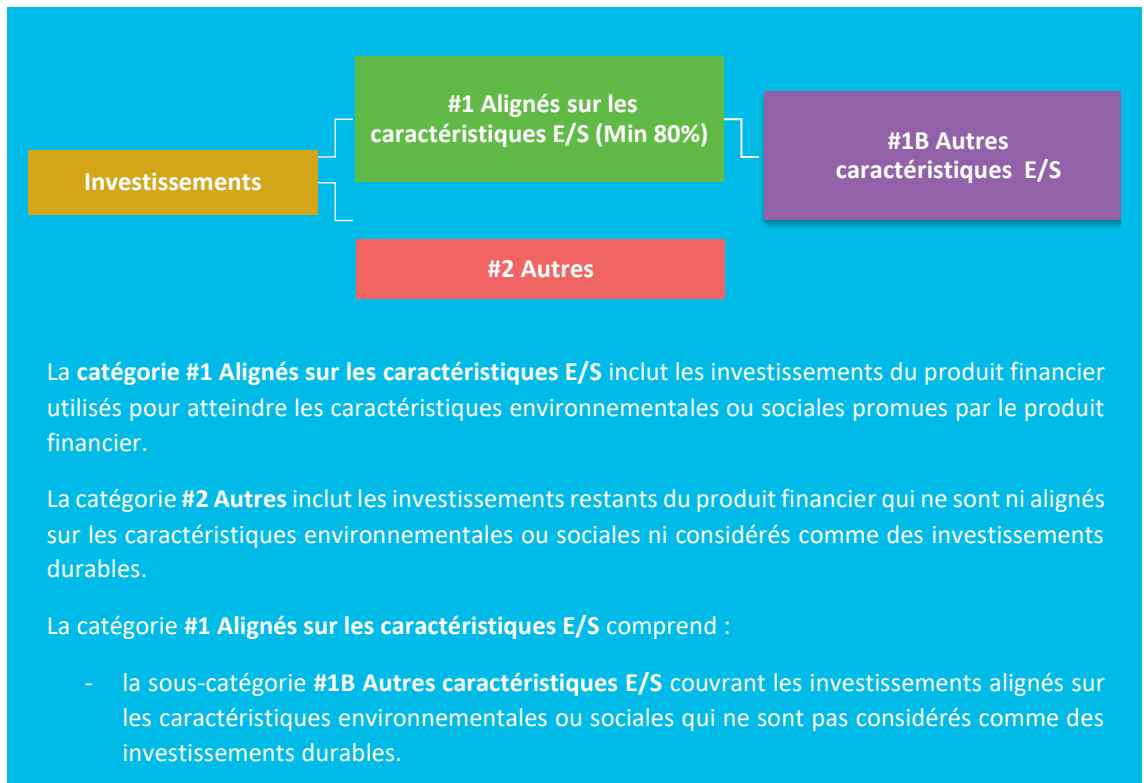 #1 Alignés sur les
caractéristiques E/S (Min 80%)
#1B Autres
caractéristiques E/S
Investissements
#2 Autres
La catégorie #1 Alignés sur les caractéristiques E/S inclut les investissements du produit financier
utilisés pour atteindre les caractéristiques environnementales ou sociales promues par le produit
financier.
La catégorie #2 Autres inclut les investissements restants du produit financier qui ne sont ni alignés
sur les caractéristiques environnementales ou sociales ni considérés comme des investissements
durables.
La catégorie #1 Alignés sur les caractéristiques E/S comprend :
- la sous-catégorie #1B Autres caractéristiques E/S couvrant les investissements alignés sur
les caractéristiques environnementales ou sociales qui ne sont pas considérés comme des
investissements durables.